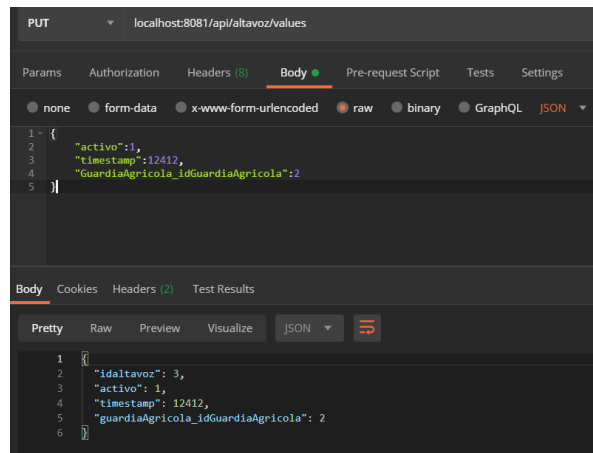 PUT localhost:8081/api/altavoz/values
Params Authorization Headers (8) Body Pre-request Script Tests Settings
none form-data x-www-form-urlencoded raw binary GraphQL JSON
1 {
2 "activo":1,
3 "timestamp":12412,
4 "GuardiaAgricola_idGuardiaAgricola":2
5 }
Body Cookies Headers (2) Test Results
Pretty Raw Preview Visualize JSON
1 {
2 "idaltavoz": 3,
3 "activo": 1,
4 "timestamp": 12412,
5 "guardiaAgricola_idGuardiaAgricola": 2
6 }